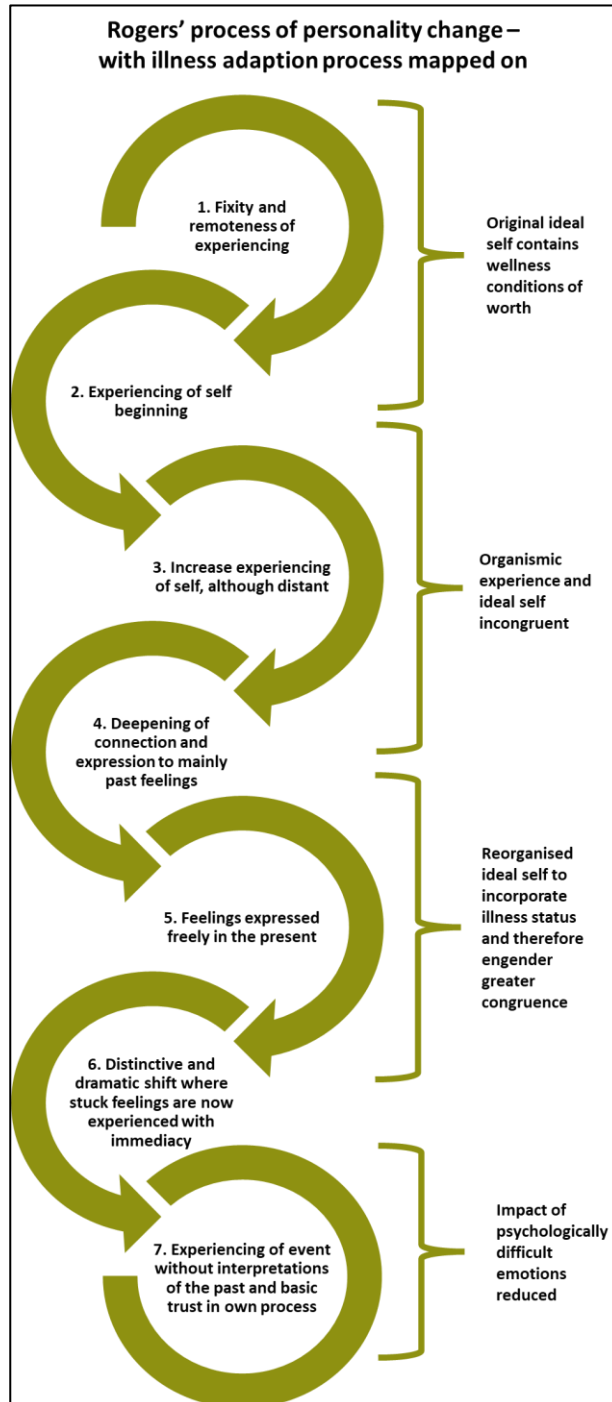 Rogers' process of personality change –
with illness adaption process mapped on
1. Fixity and
remoteness of
experiencing
Original ideal
self contains
wellness
conditions of
worth
2. Experiencing of self
beginning
3. Increase experiencing
of self, although distant
Organismic
experience and
ideal self
incongruent
4. Deepening of
connection and
expression to mainly
past feelings
5. Feelings expressed
freely in the present
Reorganised
ideal self to
incorporate
illness status
and therefore
engender
greater
congruence
6. Distinctive and
dramatic shift where
stuck feelings are now
experienced with
immediacy
7. Experiencing of event
without interpretations
of the past and basic
trust in own process
Impact of
psychologically
difficult
emotions
reduced